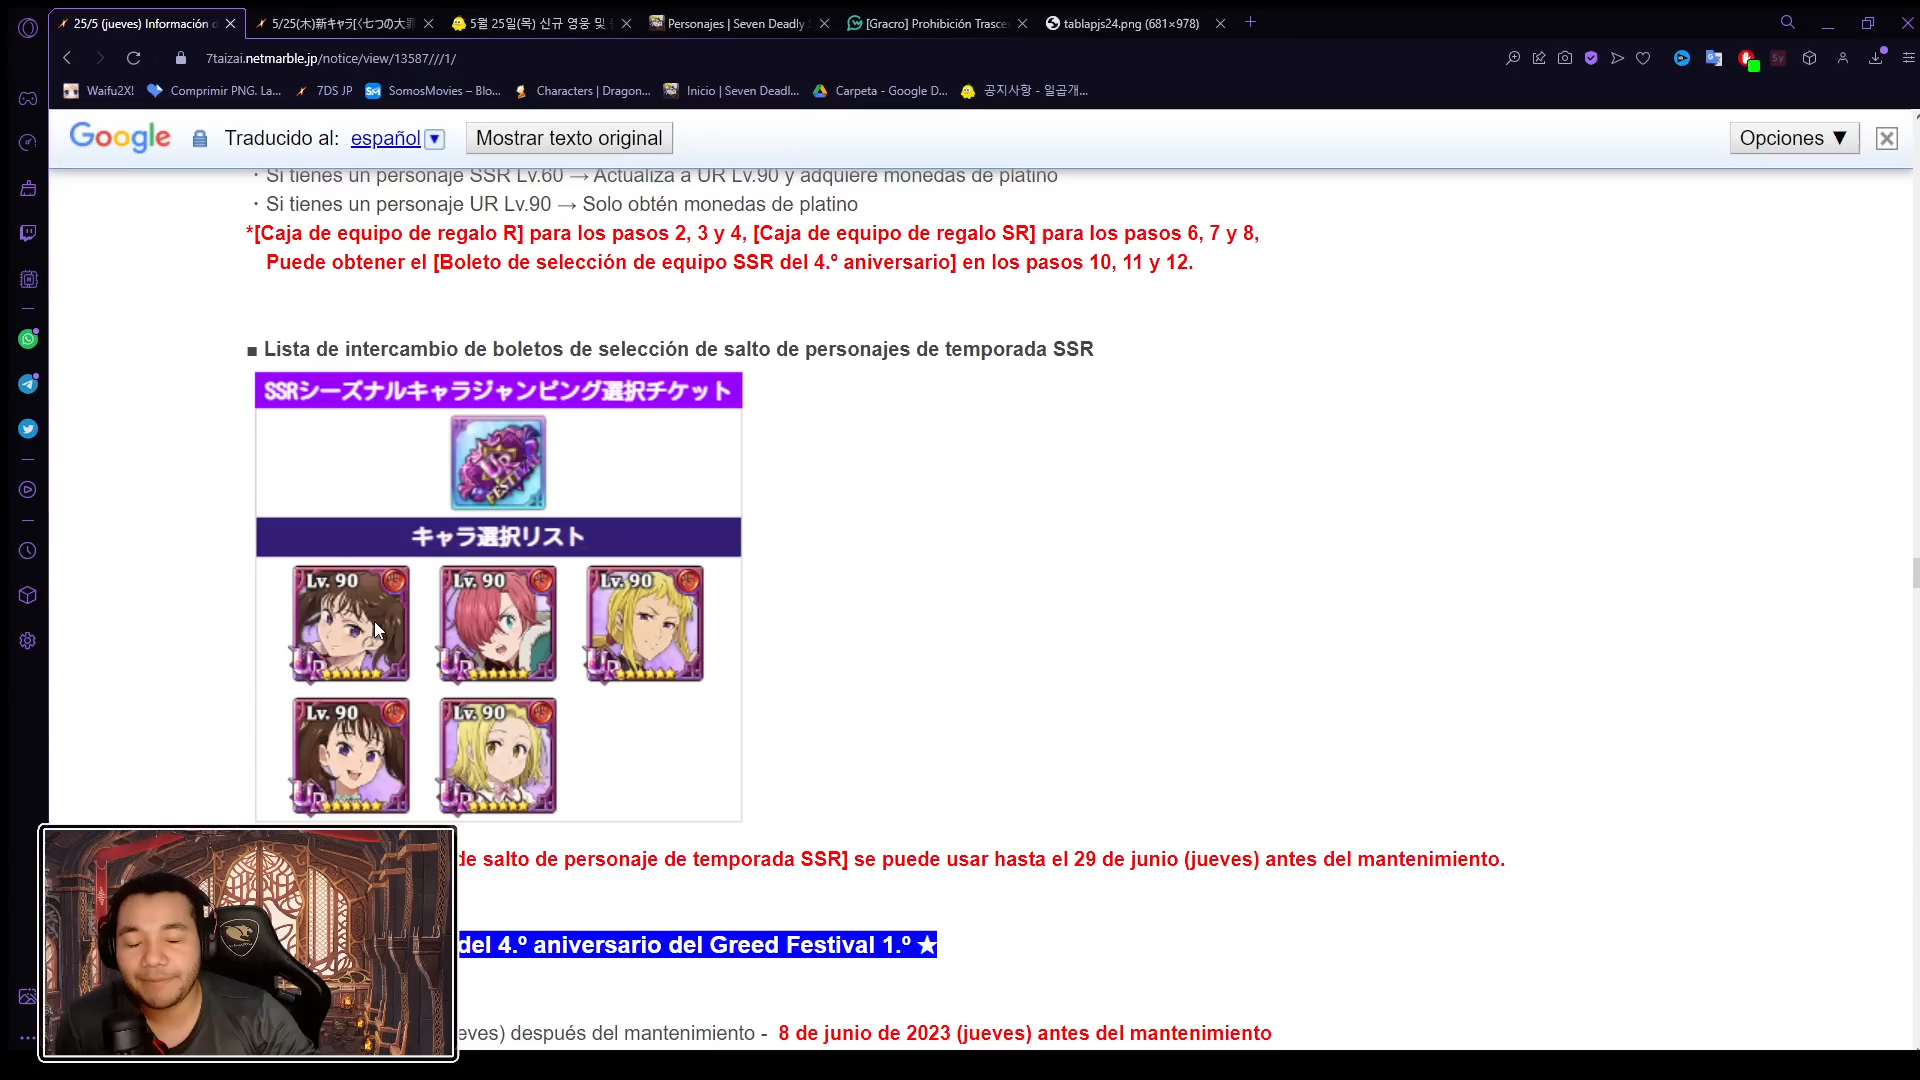 25/5 (jueves) Información d
5/25(木)新キャラ[〈七つの大罪
5월 25일(목) 신규 영웅 및
Personajes | Seven Deadly
[Gracro] Prohibición Trasce
tablapjs24.png (681×978)
7taizai.netmarble.jp/notice/view/13587///1/
Waifu2X!
Comprimir PNG. La...
7DS JP
SomosMovies – Blo...
Characters | Dragon...
Inicio | Seven Deadl...
Carpeta - Google D...
공지사항 - 일곱개...
Google
Traducido al: español ▼
Mostrar texto original
Opciones ▼
· Si tienes un personaje SSR Lv.60 → Actualiza a UR Lv.90 y adquiere monedas de platino
· Si tienes un personaje UR Lv.90 → Solo obtén monedas de platino
*[Caja de equipo de regalo R] para los pasos 2, 3 y 4, [Caja de equipo de regalo SR] para los pasos 6, 7 y 8,
Puede obtener el [Boleto de selección de equipo SSR del 4.º aniversario] en los pasos 10, 11 y 12.
■ Lista de intercambio de boletos de selección de salto de personajes de temporada SSR
SSRシーズナルキャラジャンピング選択チケット
UR
FESTIVAL
キャラ選択リスト
Lv. 90 Lv. 90 Lv. 90
UR UR UR
Lv. 90 Lv. 90
UR UR
de salto de personaje de temporada SSR] se puede usar hasta el 29 de junio (jueves) antes del mantenimiento.
del 4.º aniversario del Greed Festival 1.º ★
eves) después del mantenimiento - 8 de junio de 2023 (jueves) antes del mantenimiento